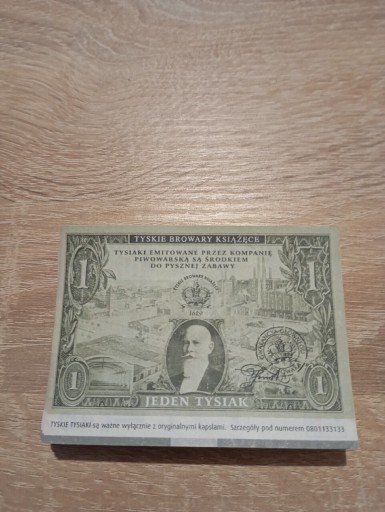 TYSKIE BROWARY KSIĄŻĘCE
TYSIAKI EMITOWANE PRZEZ KOMPANIĘ
PIWOWARSKĄ SĄ ŚRODKIEM
DO PYSZNEJ ZABAWY
1
1
1629
1
1
JEDEN TYSIAK
TYSKIE TYSIAKI są ważne wyłącznie z oryginalnymi kapslami. Szczegóły pod numerem 0801133133